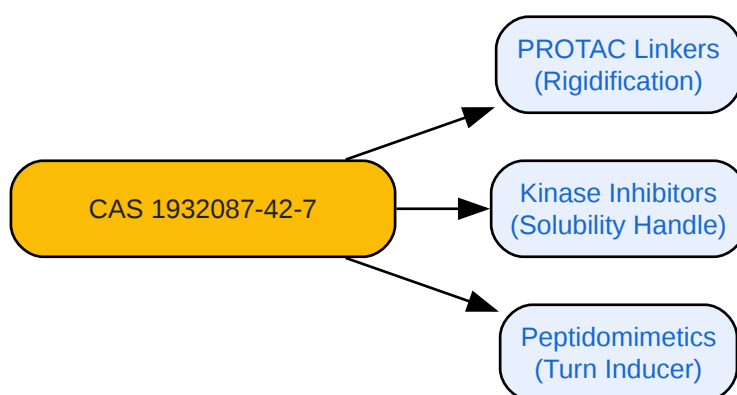 PROTAC Linkers
(Rigidification)
CAS 1932087-42-7
Kinase Inhibitors
(Solubility Handle)
Peptidomimetics
(Turn Inducer)